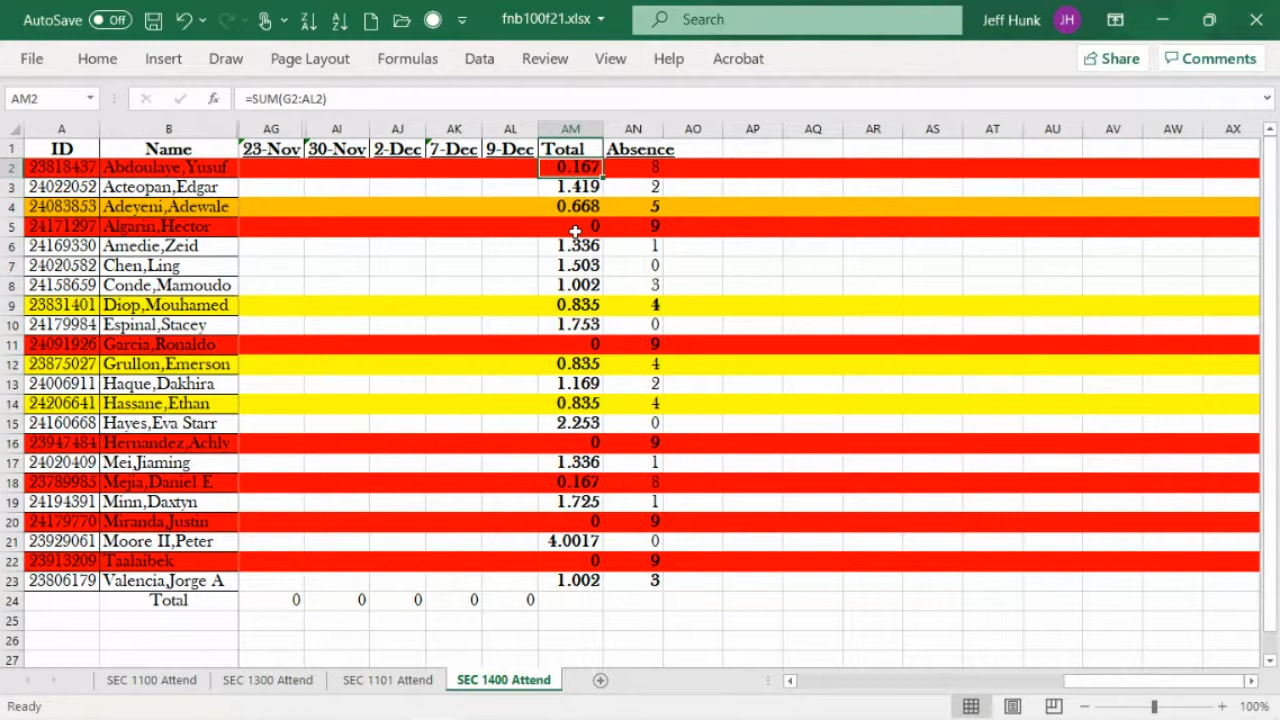 AutoSave Off fnb100f21.xlsx Search Jeff Hunk JH
File Home Insert Draw Page Layout Formulas Data Review View Help Acrobat Share Comments
AM2 fx =SUM(G2:AL2)
A B AG AI AJ AK AL AM AN AO AP AQ AR AS AT AU AV AW AX
1 ID Name 23-Nov 30-Nov 2-Dec 7-Dec 9-Dec Total Absence
2 23818437 Abdoulaye,Yusuf 0.167 8
3 24022052 Acteopan,Edgar 1.419 2
4 24083853 Adeyeni,Adewale 0.668 5
5 24171297 Algarin,Hector 0 9
6 24169330 Amedie,Zeid 1.336 1
7 24020582 Chen,Ling 1.503 0
8 24158659 Conde,Mamoudo 1.002 3
9 23831401 Diop,Mouhamed 0.835 4
10 24179984 Espinal,Stacey 1.753 0
11 24091926 Garcia,Ronaldo 0 9
12 23875027 Grullon,Emerson 0.835 4
13 24006911 Haque,Dakhira 1.169 2
14 24206641 Hassane,Ethan 0.835 4
15 24160668 Hayes,Eva Starr 2.253 0
16 23947484 Hernandez,Achly 0 9
17 24020409 Mei,Jiaming 1.336 1
18 23789985 Mejia,Daniel E 0.167 8
19 24194391 Minn,Daxtyn 1.725 1
20 24179770 Miranda,Justin 0 9
21 23929061 Moore II,Peter 4.0017 0
22 23913209 Taalaibek 0 9
23 23806179 Valencia,Jorge A 1.002 3
24 Total 0 0 0 0 0
25
26
27
SEC 1100 Attend SEC 1300 Attend SEC 1101 Attend SEC 1400 Attend
Ready 100%